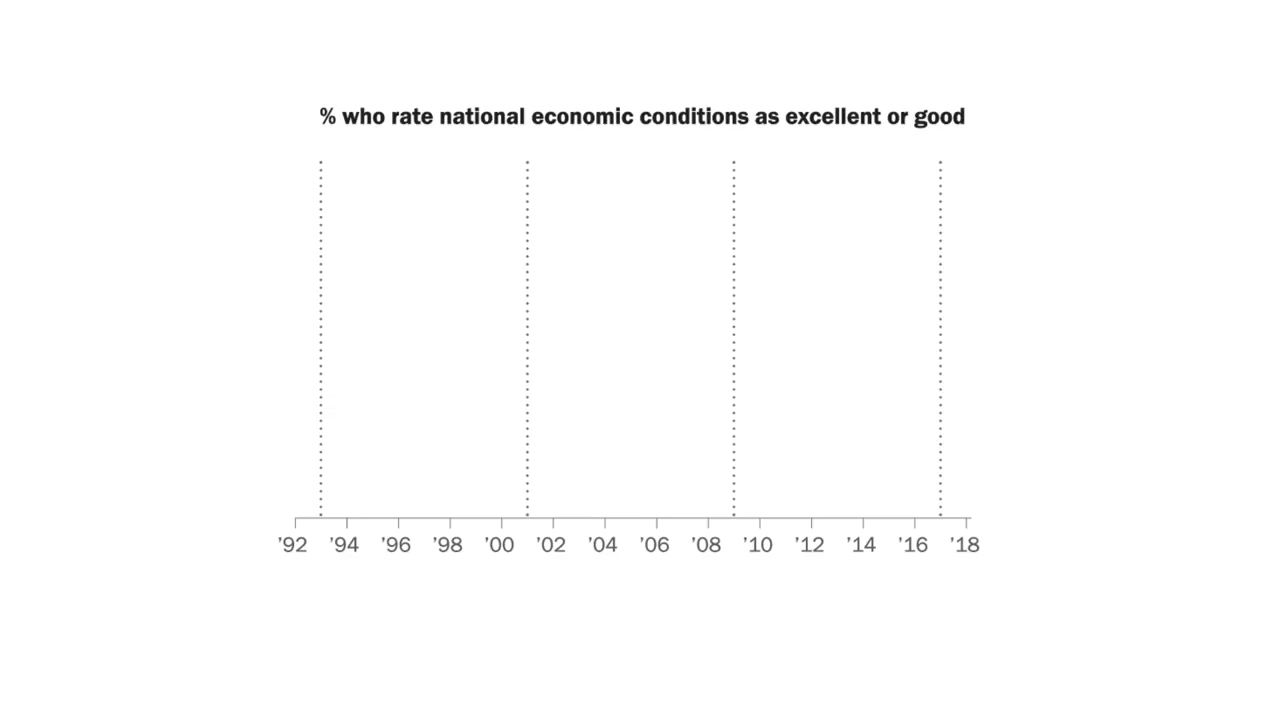 % who rate national economic conditions as excellent or good
’92 ’94 ’96 ’98 ’00 ’02 ’04 ’06 ’08 ’10 ’12 ’14 ’16 ’18